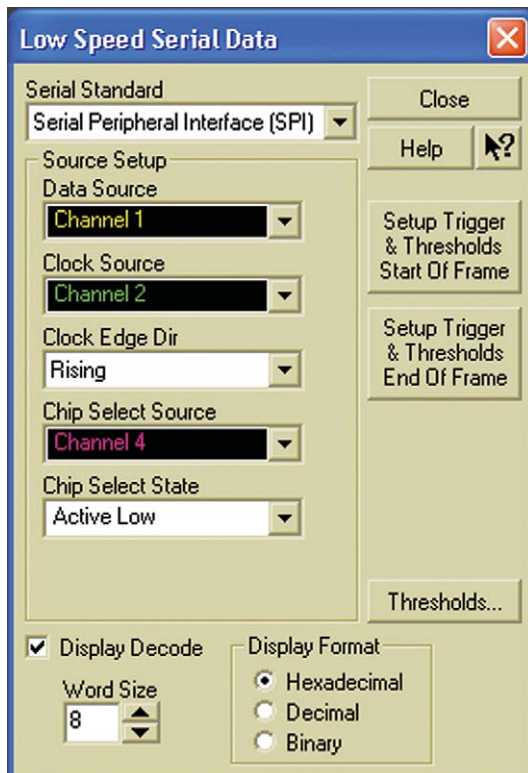 Low Speed Serial Data
Serial Standard
Serial Peripheral Interface (SPI)
Close
Help
Source Setup
Data Source
Channel 1
Clock Source
Channel 2
Clock Edge Dir
Rising
Chip Select Source
Channel 4
Chip Select State
Active Low
Setup Trigger
& Thresholds
Start Of Frame
Setup Trigger
& Thresholds
End Of Frame
Thresholds...
Display Decode
Word Size
8
Display Format
Hexadecimal
Decimal
Binary